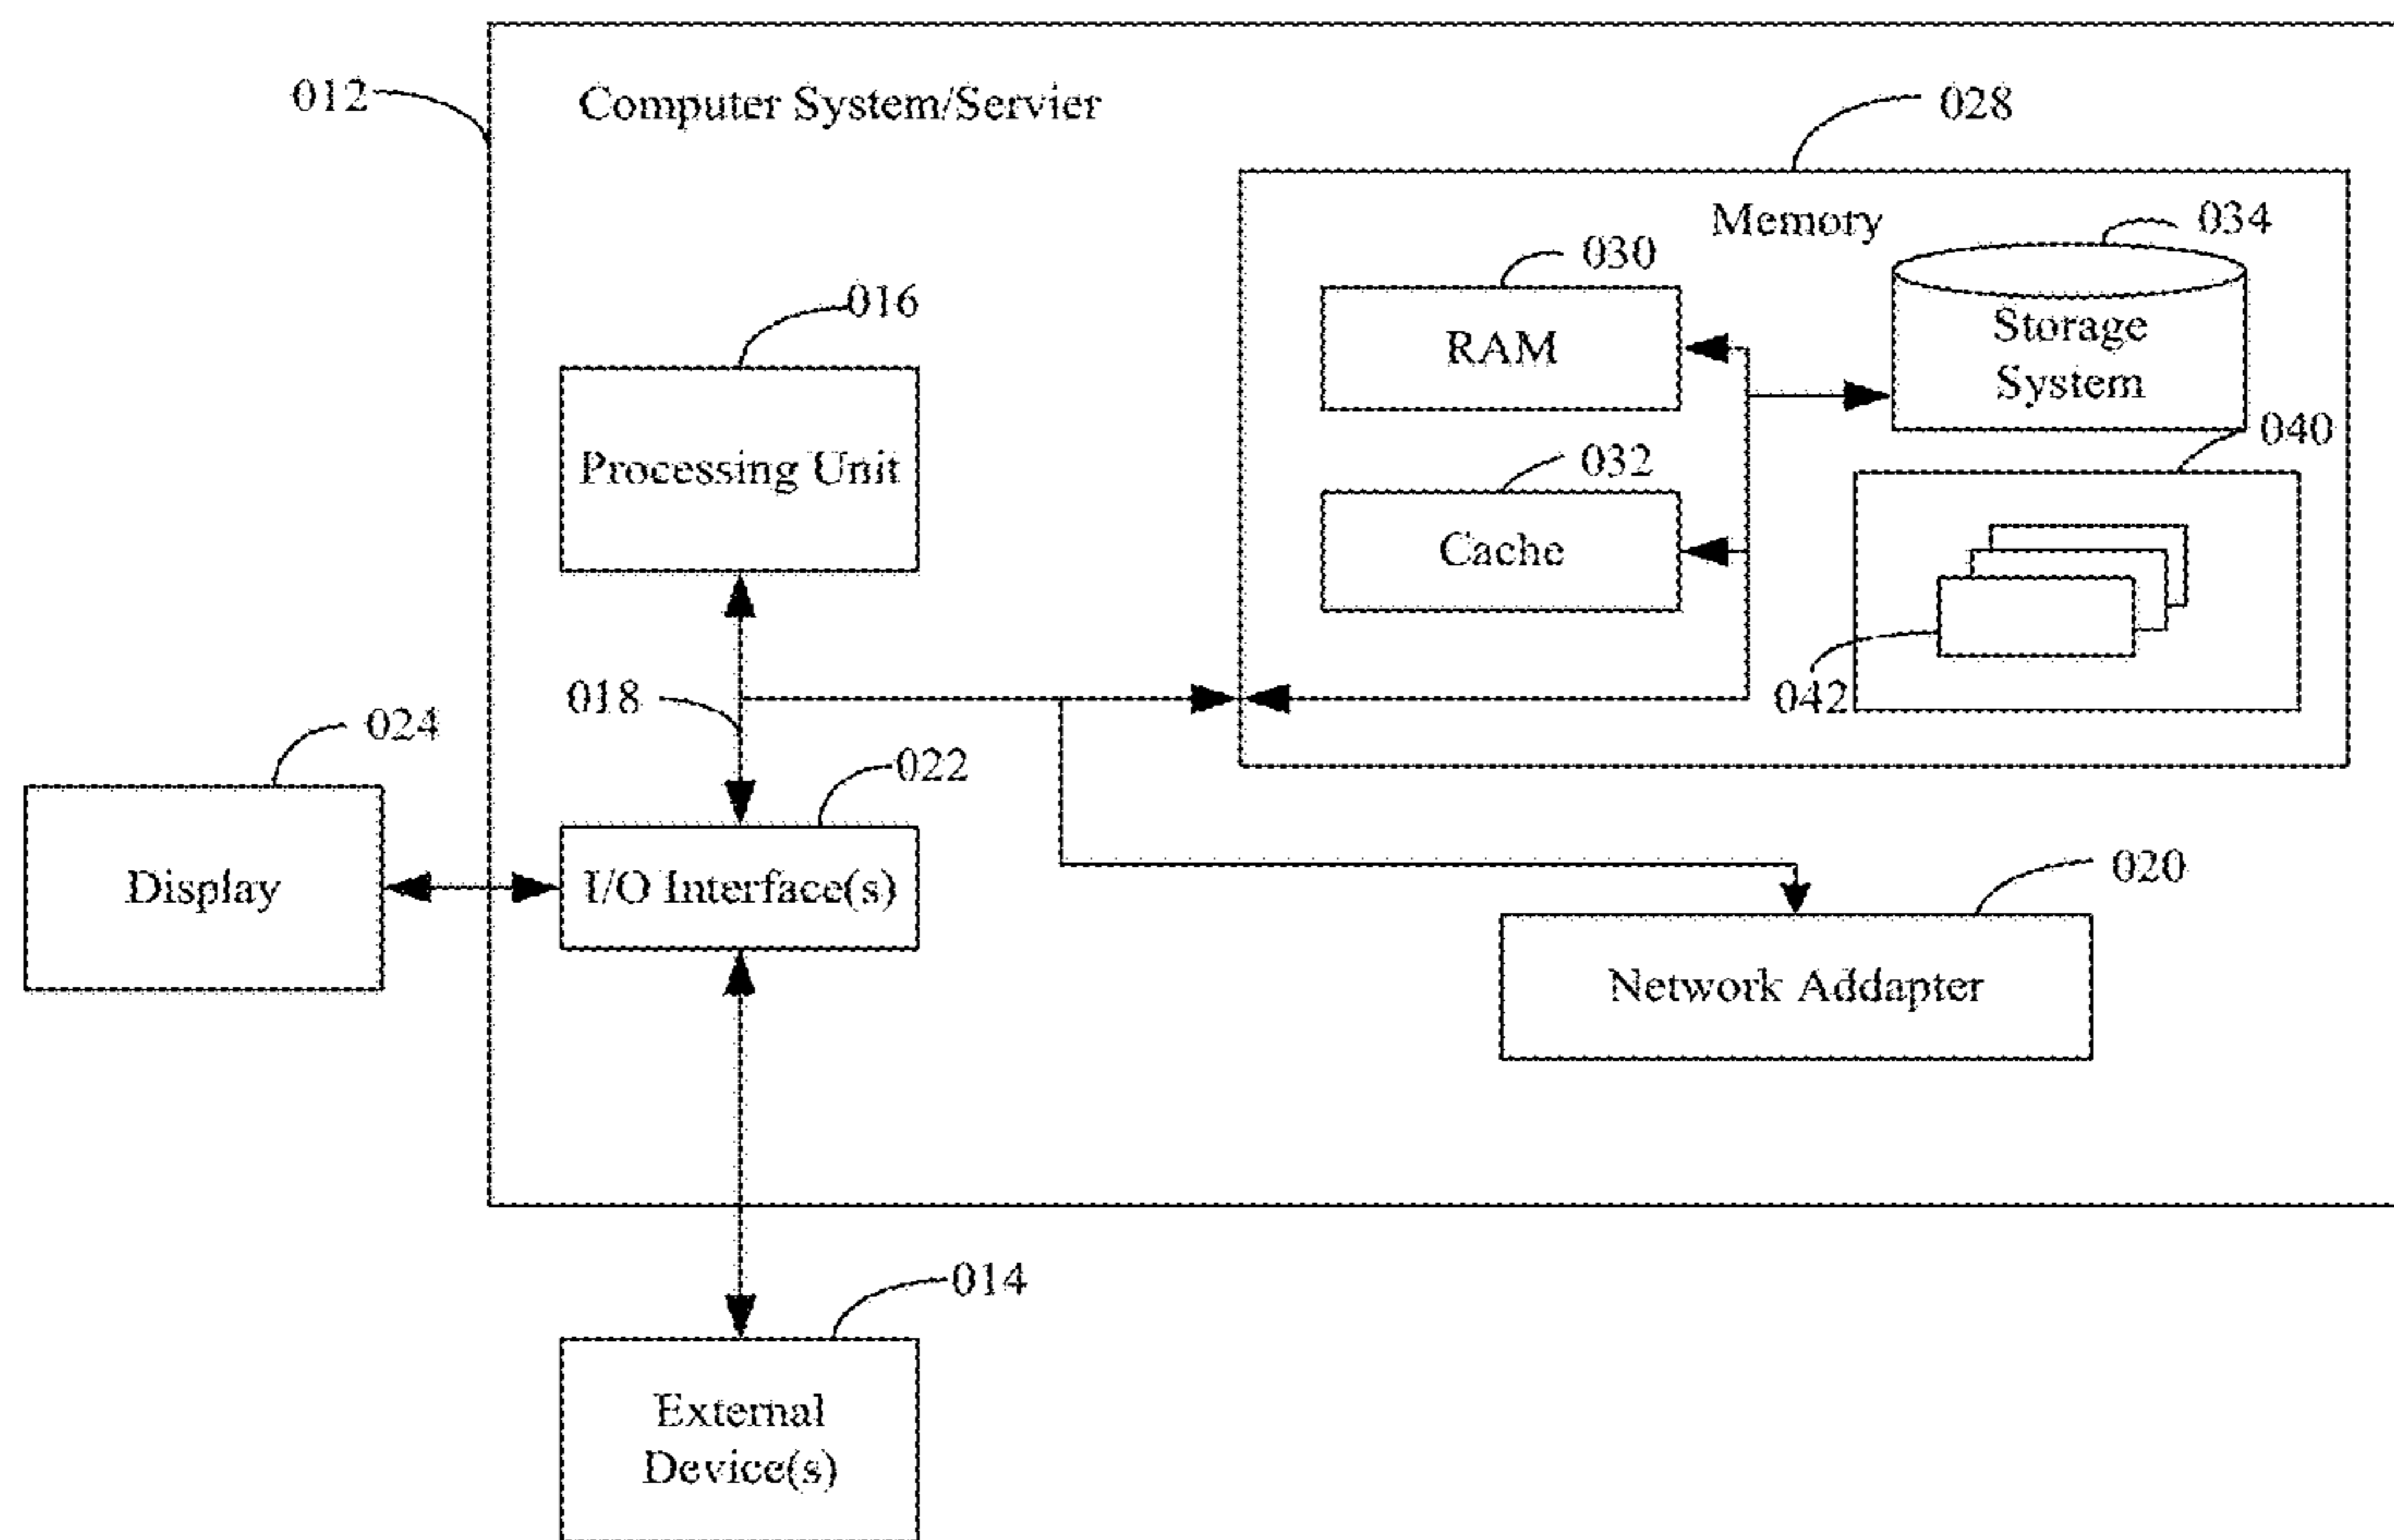 012
Computer System/Servier
028
Memory
034
030
016
RAM
Storage
System
040
Processing Unit
032
Cache
018
042
024
022
Display
I/O Interface(s)
020
Network Addapter
014
External
Device(s)